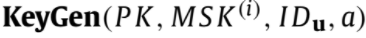 KeyGen(PK, MSK^(i), ID_u, a)